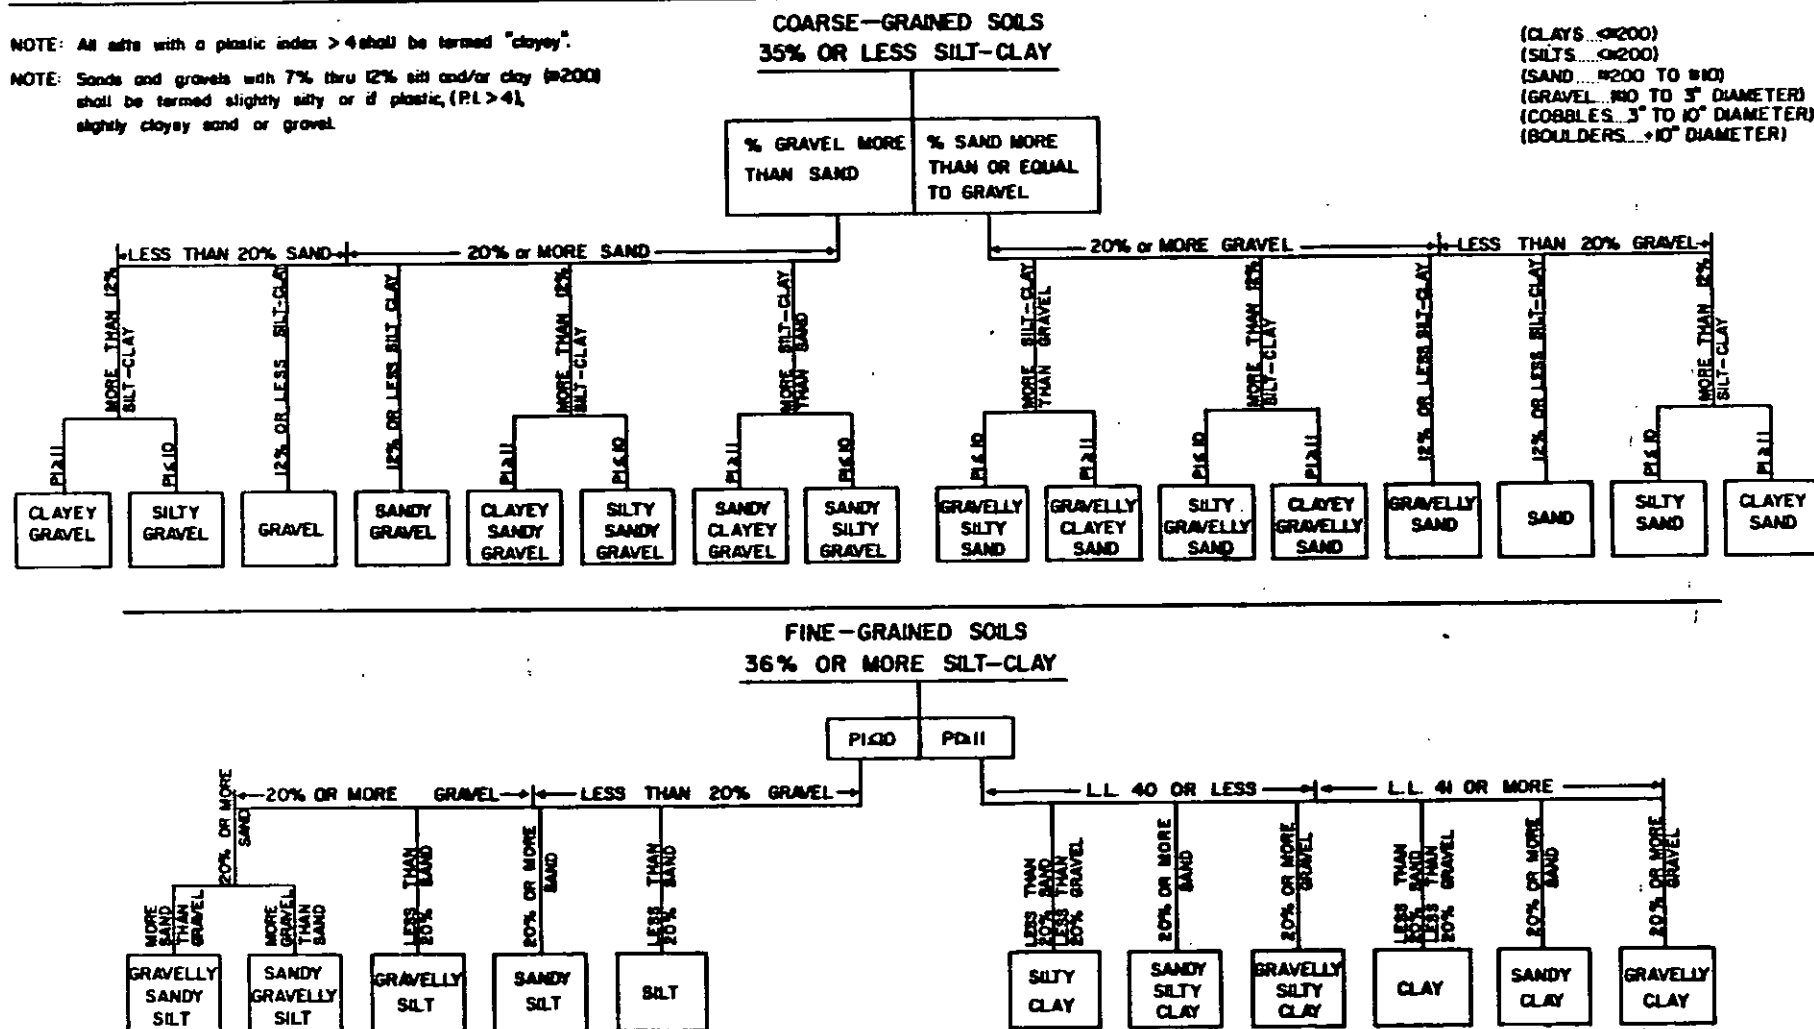 COARSE-GRAINED SOILS
35% OR LESS SILT-CLAY
NOTE: All silts with a plastic index > 4 shall be termed "clayey".
NOTE: Sands and gravels with 7% thru 12% silt and/or clay (#200)
shall be termed slightly silty or if plastic, (P.I. > 4),
slightly clayey sand or gravel.
(CLAYS....<#200)
(SILTS.....<#200)
(SAND....#200 TO #10)
(GRAVEL...#10 TO 3" DIAMETER)
(COBBLES...3" TO 10" DIAMETER)
(BOULDERS....+10" DIAMETER)
% GRAVEL MORE
THAN SAND
% SAND MORE
THAN OR EQUAL
TO GRAVEL
LESS THAN 20% SAND
20% or MORE SAND
20% or MORE GRAVEL
LESS THAN 20% GRAVEL
MORE THAN 12%
SILT-CLAY
12% OR LESS SILT-CLAY
12% OR LESS SILT CLAY
MORE THAN 12%
SILT-CLAY
MORE SILT-CLAY
THAN SAND
MORE SILT-CLAY
THAN GRAVEL
MORE THAN 12%
SILT-CLAY
12% OR LESS SILT-CLAY
12% OR LESS SILT-CLAY
MORE THAN 12%
SILT-CLAY
PI≥11
PI≤10
PI≥11
PI≤10
PI≥11
PI≤10
PI≤10
PI≥11
PI≤10
PI≥11
PI≤10
PI≥11
CLAYEY
GRAVEL
SILTY
GRAVEL
GRAVEL
SANDY
GRAVEL
CLAYEY
SANDY
GRAVEL
SILTY
SANDY
GRAVEL
SANDY
CLAYEY
GRAVEL
SANDY
SILTY
GRAVEL
GRAVELLY
SILTY
SAND
GRAVELLY
CLAYEY
SAND
SILTY
GRAVELLY
SAND
CLAYEY
GRAVELLY
SAND
GRAVELLY
SAND
SAND
SILTY
SAND
CLAYEY
SAND
FINE-GRAINED SOILS
36% OR MORE SILT-CLAY
PI≤10
PI≥11
20% OR MORE GRAVEL
LESS THAN 20% GRAVEL
L.L. 40 OR LESS
L.L. 41 OR MORE
20% OR MORE
SAND
LESS THAN
20% SAND
20% OR MORE
SAND
LESS THAN
20% SAND
LESS THAN
20% SAND
LESS THAN
20% GRAVEL
20% OR MORE
SAND
20% OR MORE
GRAVEL
LESS THAN
20% SAND
LESS THAN
20% GRAVEL
20% OR MORE
SAND
20% OR MORE
GRAVEL
MORE
SAND
THAN
GRAVEL
MORE
GRAVEL
THAN
SAND
GRAVELLY
SANDY
SILT
SANDY
GRAVELLY
SILT
GRAVELLY
SILT
SANDY
SILT
SILT
SILTY
CLAY
SANDY
SILTY
CLAY
GRAVELLY
SILTY
CLAY
CLAY
SANDY
CLAY
GRAVELLY
CLAY